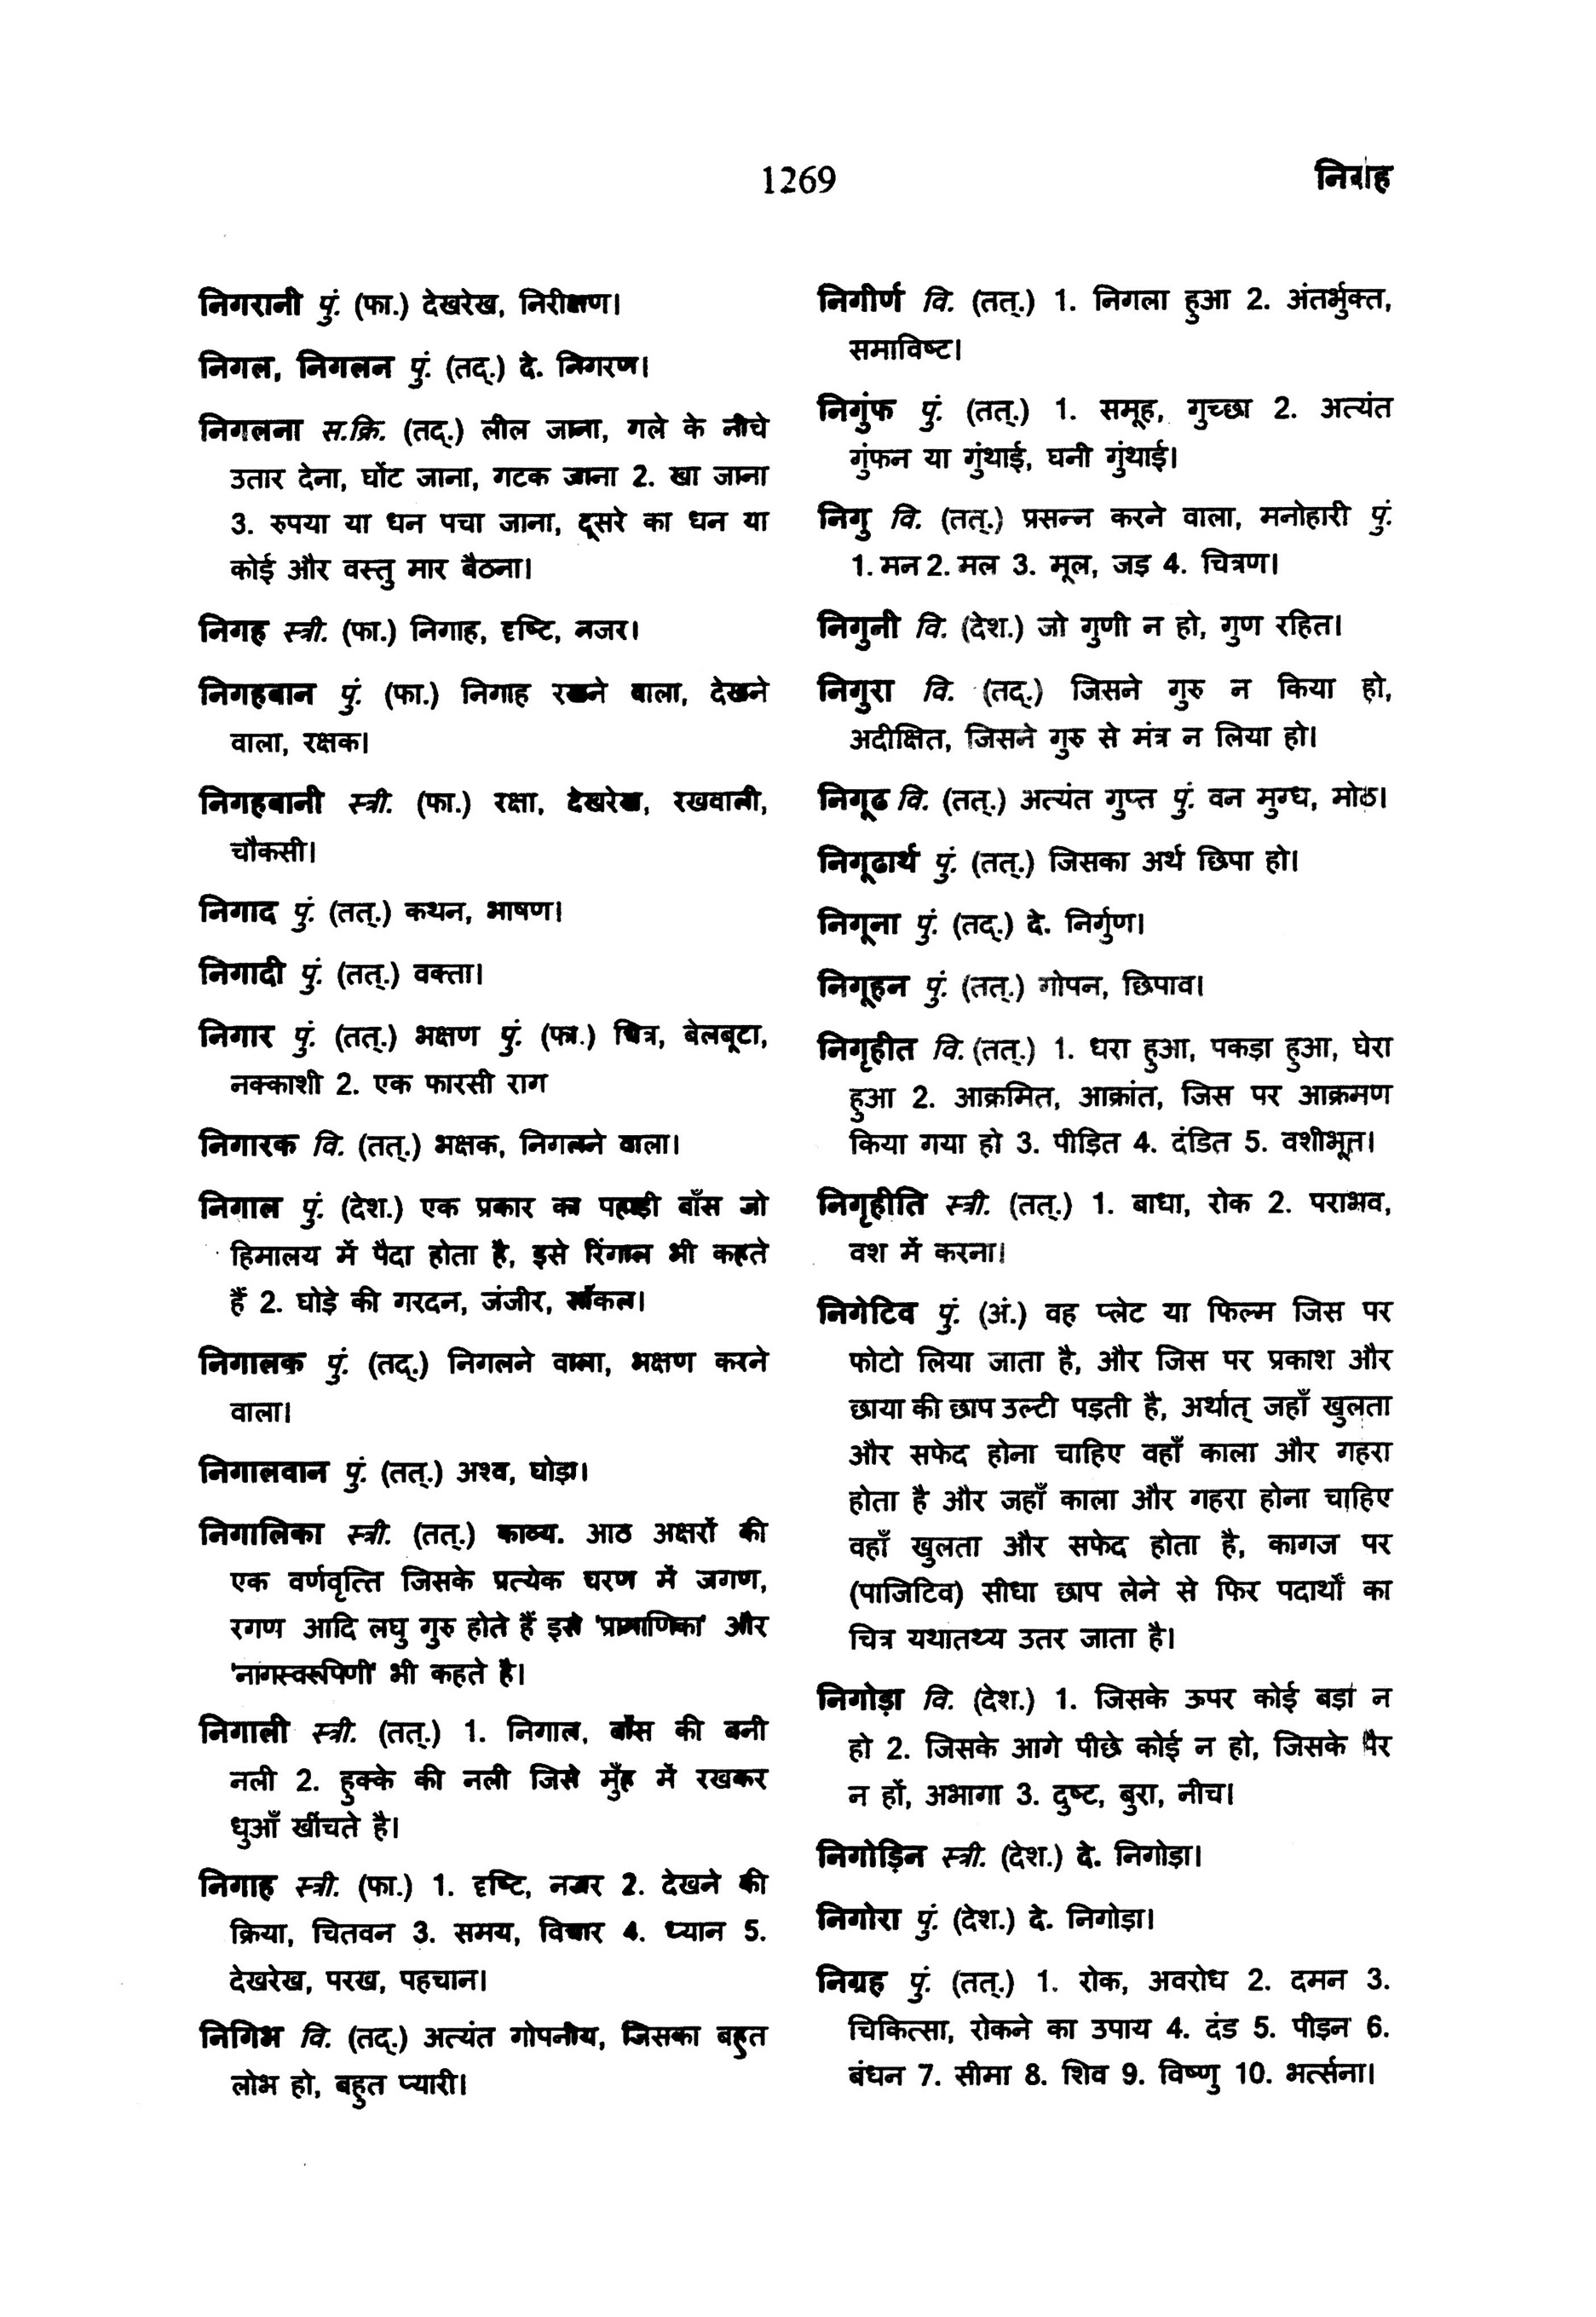 1269
निगरानी पुं. (फा.) देखरेख, निरीक्षण।
निगल, निगलन पुं. (तद्.) दे. निगरण।
निगलना स.क्रि. (तद्.) लील जाना, गले के नीचे
उतार देना, घोंट जाना, गटक जाना 2. खा जाना
3. रुपया या धन पचा जाना, दूसरे का धन या
कोई और वस्तु मार बैठना।
निगह स्त्री. (फा.) निगाह, दृष्टि, नजर।
निगहबान पुं. (फा.) निगाह रखने वाला, देखने
वाला, रक्षक।
निगहबानी स्त्री. (फा.) रक्षा, देखरेख, रखवाली,
चौकसी।
निगाद पुं. (तत्.) कथन, भाषण।
निगादी पुं. (तत्.) वक्ता।
निगार पुं. (तत्.) भक्षण पुं. (फा.) चित्र, बेलबूटा,
नक्काशी 2. एक फारसी राग
निगारक वि. (तत्.) भक्षक, निगलने वाला।
निगाल पुं. (देश.) एक प्रकार का पहाड़ी बाँस जो
हिमालय में पैदा होता है, इसे रिंगाल भी कहते
हैं 2. घोड़े की गरदन, जंजीर, साँकल।
निगालक पुं. (तद्.) निगलने वाला, भक्षण करने
वाला।
निगालवान पुं. (तत्.) अश्व, घोड़ा।
निगालिका स्त्री. (तत्.) काव्य. आठ अक्षरों की
एक वर्णवृत्ति जिसके प्रत्येक चरण में जगण,
रगण आदि लघु गुरु होते हैं इसे 'प्रामाणिका' और
'नागस्वरूपिणी' भी कहते है।
निगाली स्त्री. (तत्.) 1. निगाल, बाँस की बनी
नली 2. हुक्के की नली जिसे मुँह में रखकर
धुआँ खींचते है।
निगाह स्त्री. (फा.) 1. दृष्टि, नजर 2. देखने की
क्रिया, चितवन 3. समय, विचार 4. ध्यान 5.
देखरेख, परख, पहचान।
निगिभ वि. (तद्.) अत्यंत गोपनीय, जिसका बहुत
लोभ हो, बहुत प्यारी।
निगीर्ण वि. (तत्.) 1. निगला हुआ 2. अंतर्भुक्त,
समाविष्ट।
निगुंफ पुं. (तत्.) 1. समूह, गुच्छा 2. अत्यंत
गुंफन या गुंथाई, घनी गुंथाई।
निगु वि. (तत्.) प्रसन्न करने वाला, मनोहारी पुं.
1. मन 2. मल 3. मूल, जड़ 4. चित्रण।
निगुनी वि. (देश.) जो गुणी न हो, गुण रहित।
निगुरा वि. (तद्.) जिसने गुरु न किया हो,
अदीक्षित, जिसने गुरु से मंत्र न लिया हो।
निगूढ वि. (तत्.) अत्यंत गुप्त पुं. वन मुग्ध, मोठ।
निगूढार्थ पुं. (तत्.) जिसका अर्थ छिपा हो।
निगूना पुं. (तद्.) दे. निर्गुण।
निगूहन पुं. (तत्.) गोपन, छिपाव।
निगृहीत वि. (तत्.) 1. धरा हुआ, पकड़ा हुआ, घेरा
हुआ 2. आक्रमित, आक्रांत, जिस पर आक्रमण
किया गया हो 3. पीड़ित 4. दंडित 5. वशीभूत।
निगृहीति स्त्री. (तत्.) 1. बाधा, रोक 2. पराभव,
वश में करना।
निगेटिव पुं. (अं.) वह प्लेट या फिल्म जिस पर
फोटो लिया जाता है, और जिस पर प्रकाश और
छाया की छाप उल्टी पड़ती है, अर्थात् जहाँ खुलता
और सफेद होना चाहिए वहाँ काला और गहरा
होता है और जहाँ काला और गहरा होना चाहिए
वहाँ खुलता और सफेद होता है, कागज पर
(पाजिटिव) सीधा छाप लेने से फिर पदार्थों का
चित्र यथातथ्य उतर जाता है।
निगोड़ा वि. (देश.) 1. जिसके ऊपर कोई बड़ा न
हो 2. जिसके आगे पीछे कोई न हो, जिसके पैर
न हों, अभागा 3. दुष्ट, बुरा, नीच।
निगोड़िन स्त्री. (देश.) दे. निगोड़ा।
निगोरा पुं. (देश.) दे. निगोड़ा।
निग्रह पुं. (तत्.) 1. रोक, अवरोध 2. दमन 3.
चिकित्सा, रोकने का उपाय 4. दंड 5. पीड़न 6.
बंधन 7. सीमा 8. शिव 9. विष्णु 10. भर्त्सना।